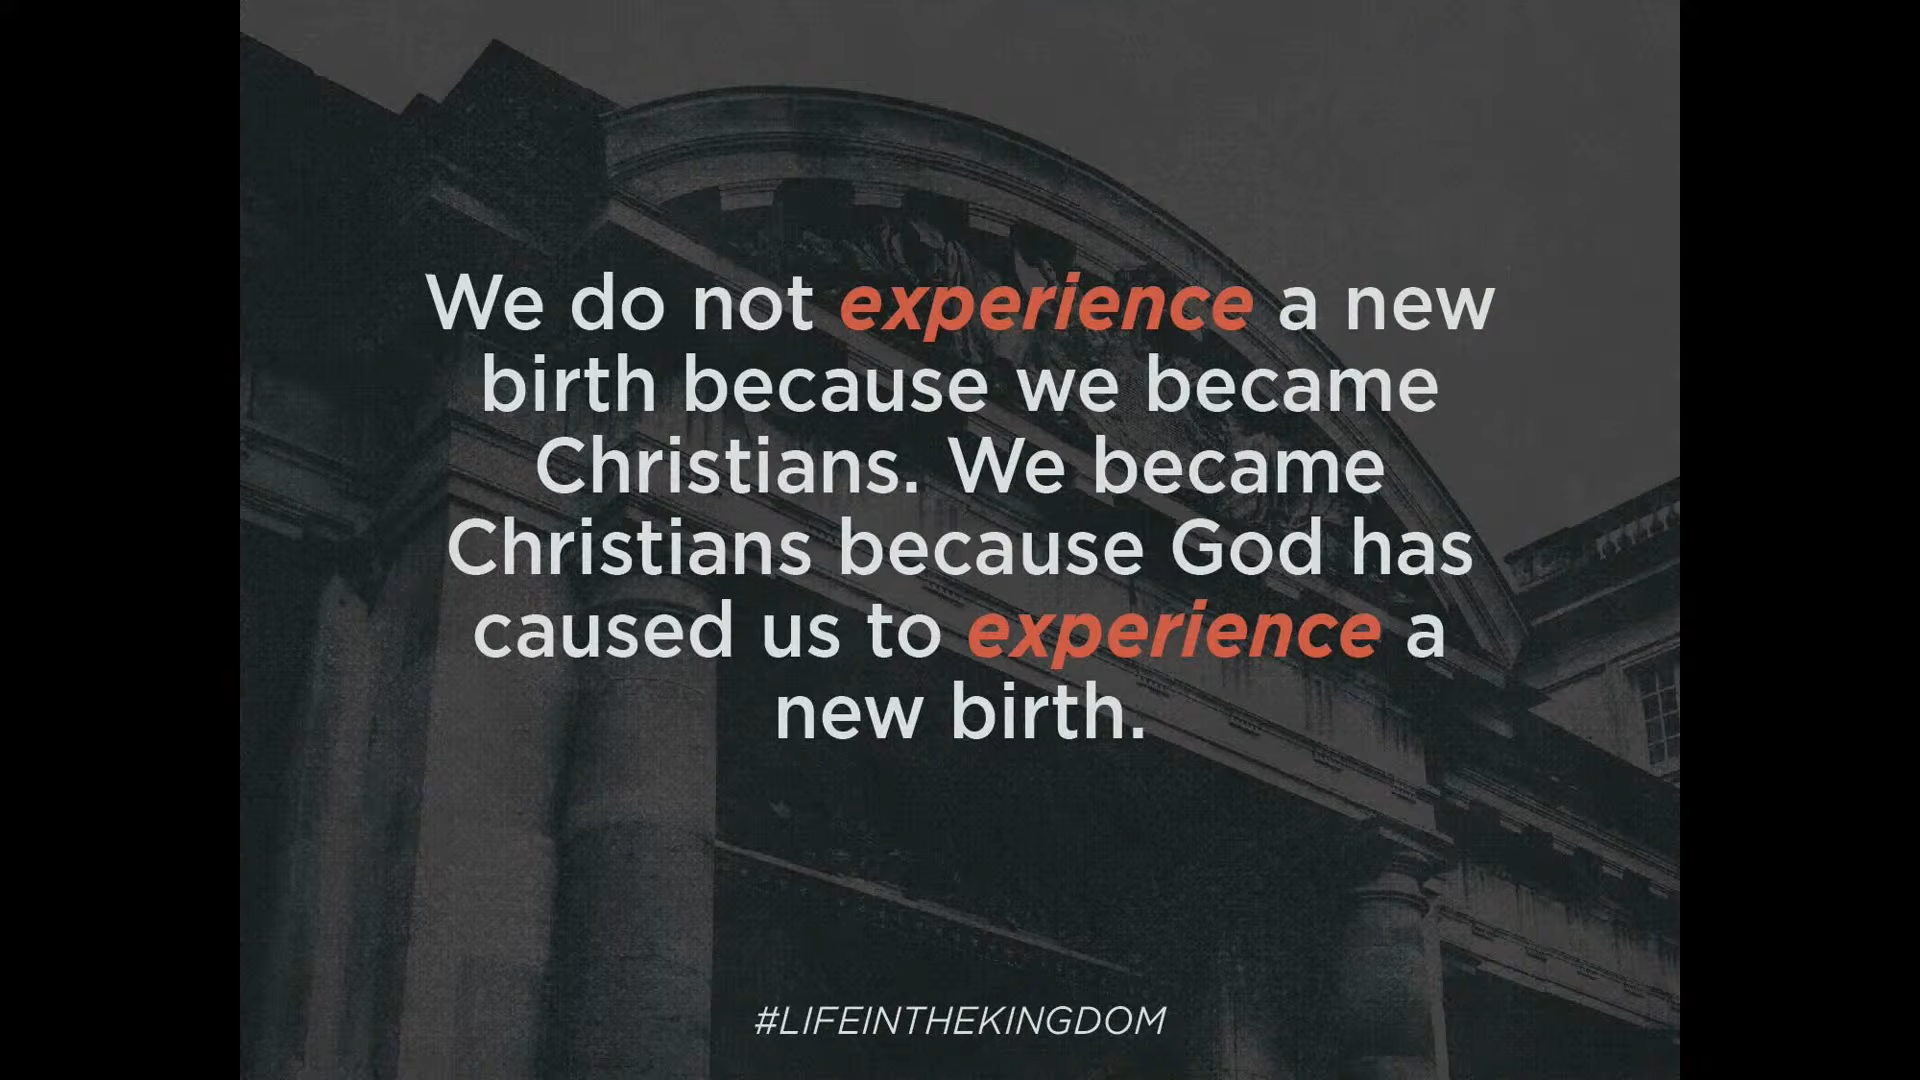 We do not experience a new
birth because we became
Christians. We became
Christians because God has
caused us to experience a
new birth.
#LIFEINTHEKINGDOM